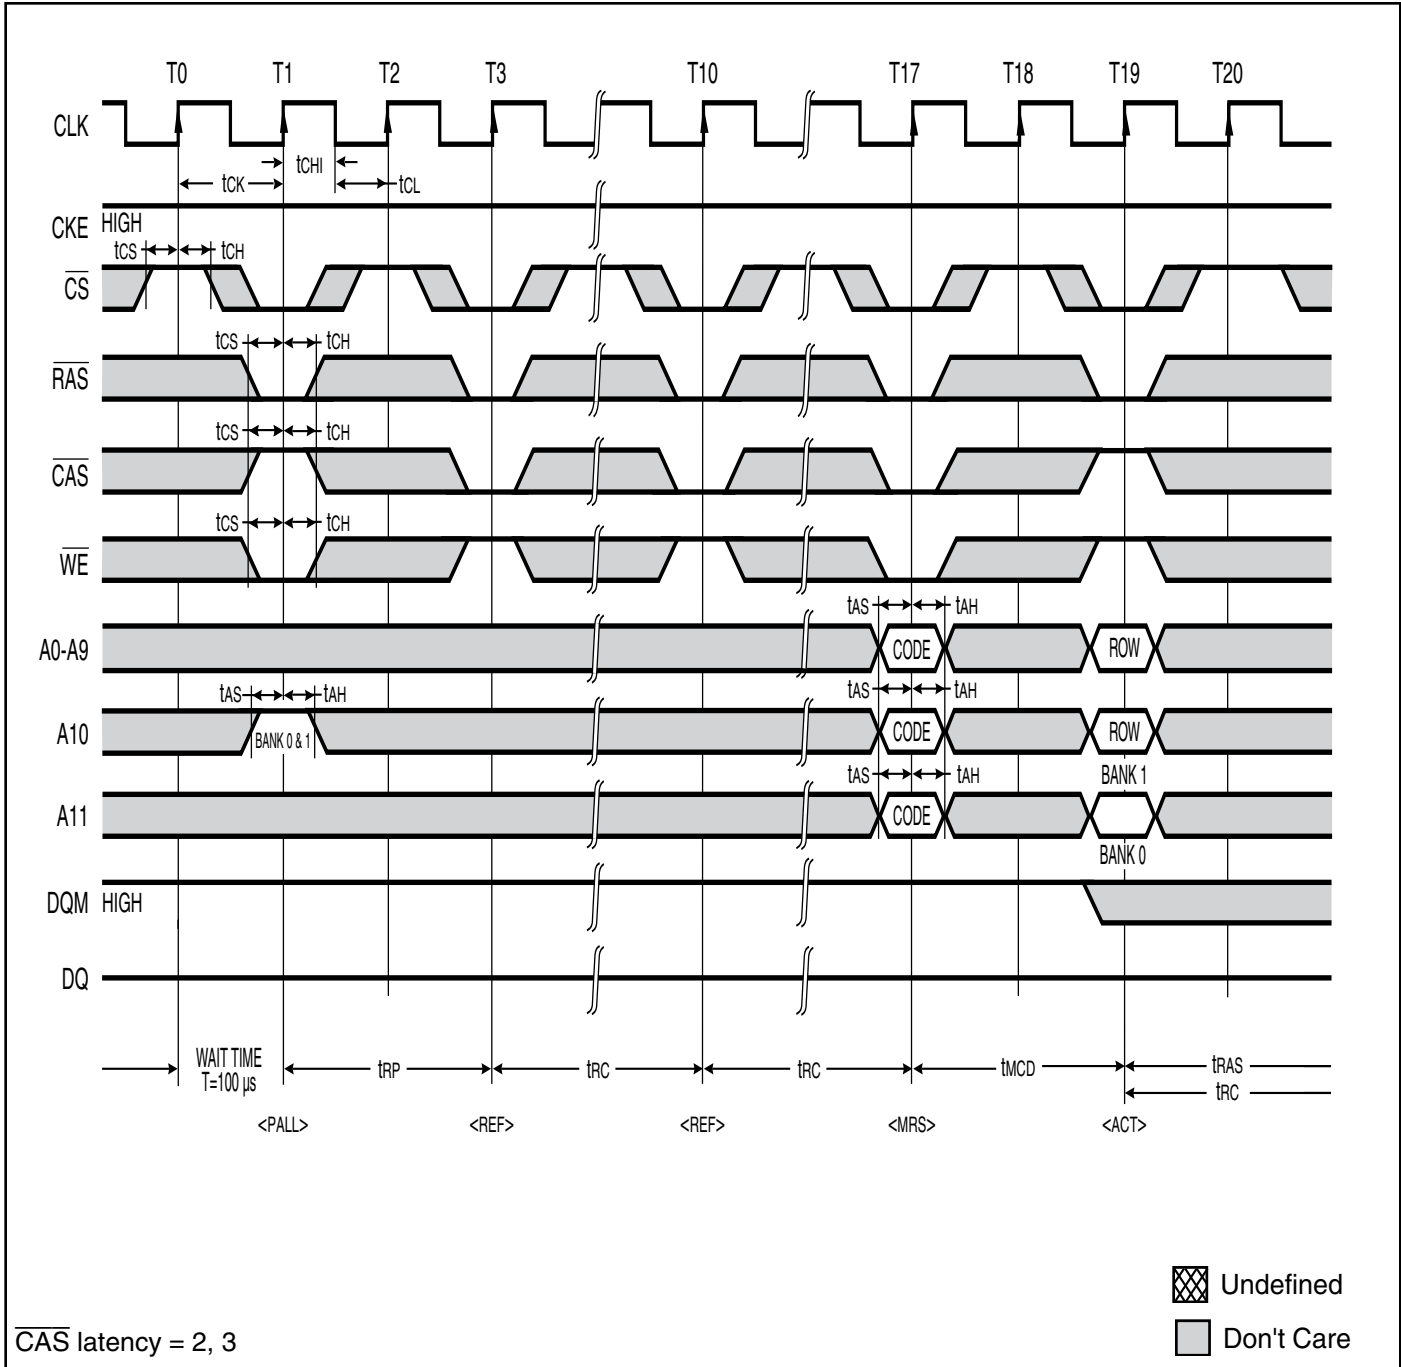 T0 T1 T2 T3 T10 T17 T18 T19 T20
CLK
tCHI
tCK tCL
CKE HIGH
tCS tCH
CS
tCS tCH
RAS
tCS tCH
CAS
tCS tCH
WE
tAS tAH
A0-A9 CODE ROW
tAS tAH tAS tAH
A10 BANK 0 & 1 CODE ROW
tAS tAH BANK 1
A11 CODE
BANK 0
DQM HIGH
DQ
WAIT TIME
T=100 µs
tRP tRC tRC tMCD tRAS
tRC
<PALL> <REF> <REF> <MRS> <ACT>
Undefined
CAS latency = 2, 3
Don't Care